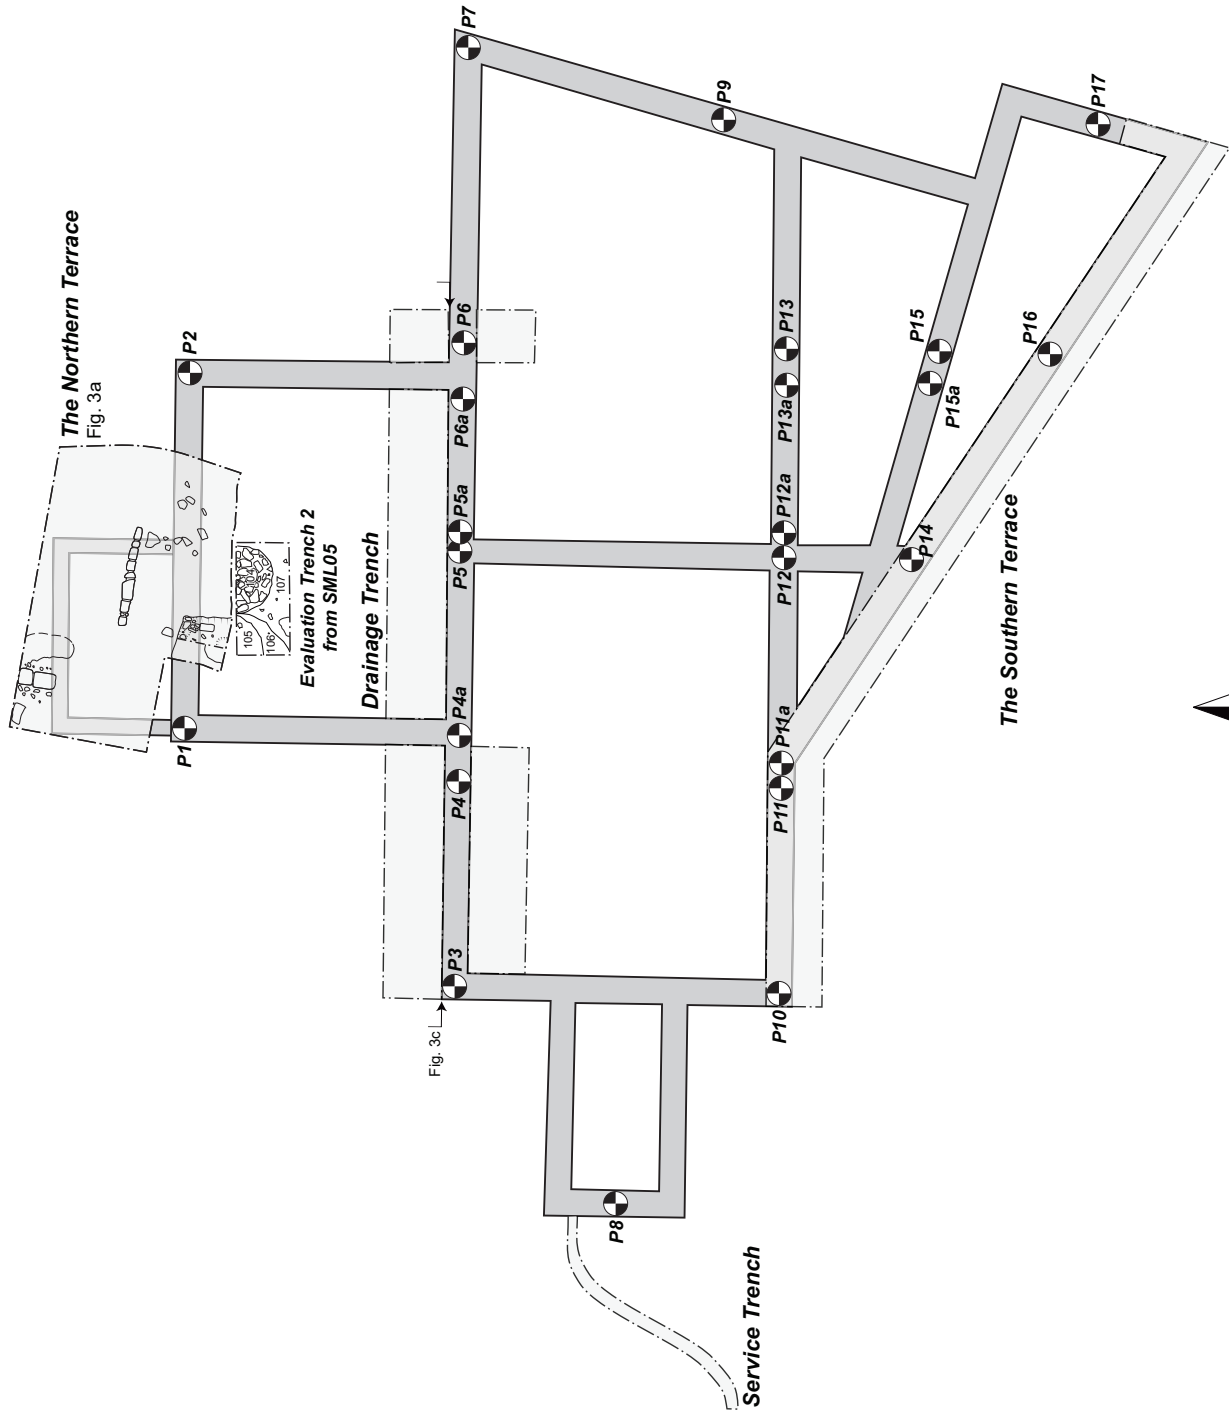 The Northern Terrace
Fig. 3a
P7
P9
P17
P2
P6
P13
P15
P16
P6a
P13a
P15a
P5a
P12a
P14
P5
P12
105
106
104
107
Evaluation Trench 2
from SML05
Drainage Trench
The Southern Terrace
P1
P4a
P11a
P4
P11
P3
P10
Fig. 3c
P8
Service Trench